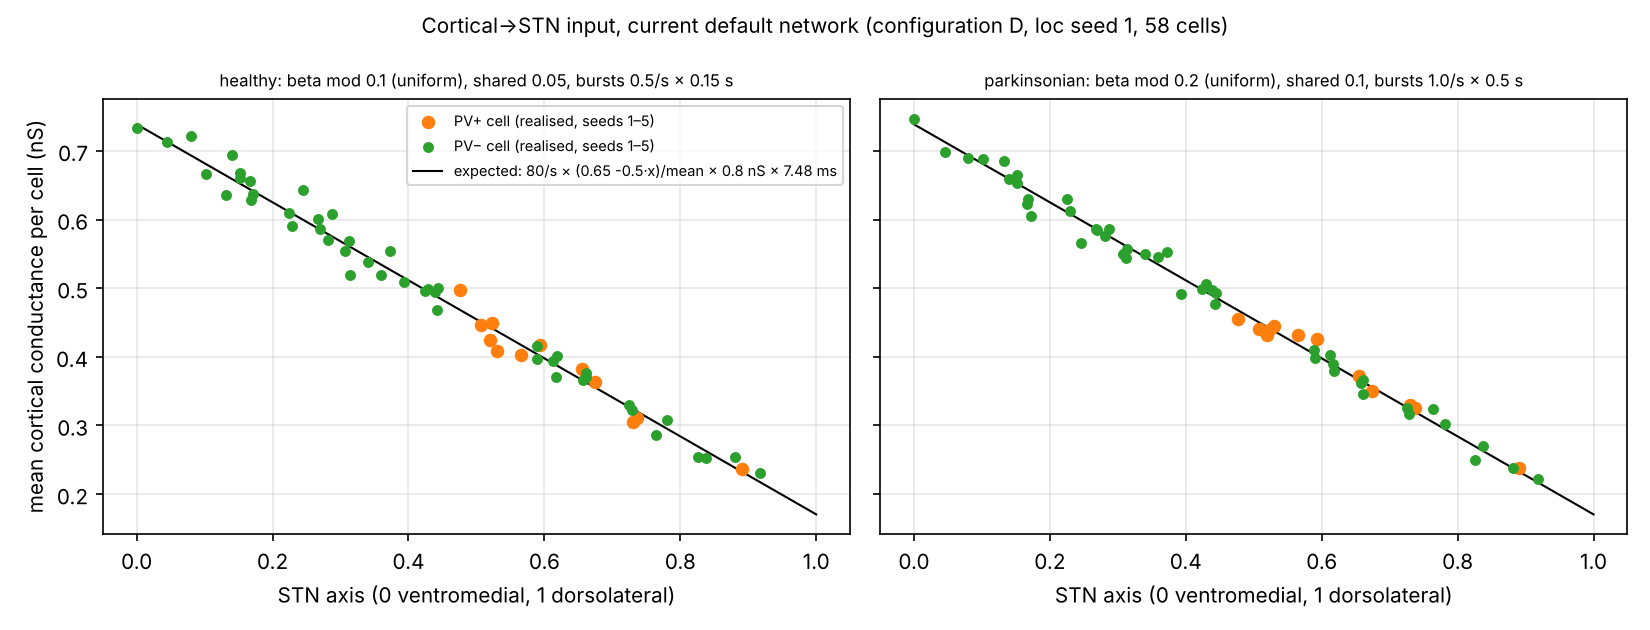 Cortical→STN input, current default network (configuration D, loc seed 1, 58 cells)
healthy: beta mod 0.1 (uniform), shared 0.05, bursts 0.5/s × 0.15 s
parkinsonian: beta mod 0.2 (uniform), shared 0.1, bursts 1.0/s × 0.5 s
mean cortical conductance per cell (nS)
0.7
0.6
0.5
0.4
0.3
0.2
PV+ cell (realised, seeds 1–5)
PV− cell (realised, seeds 1–5)
expected: 80/s × (0.65 -0.5·x)/mean × 0.8 nS × 7.48 ms
0.0 0.2 0.4 0.6 0.8 1.0
0.0 0.2 0.4 0.6 0.8 1.0
STN axis (0 ventromedial, 1 dorsolateral)
STN axis (0 ventromedial, 1 dorsolateral)